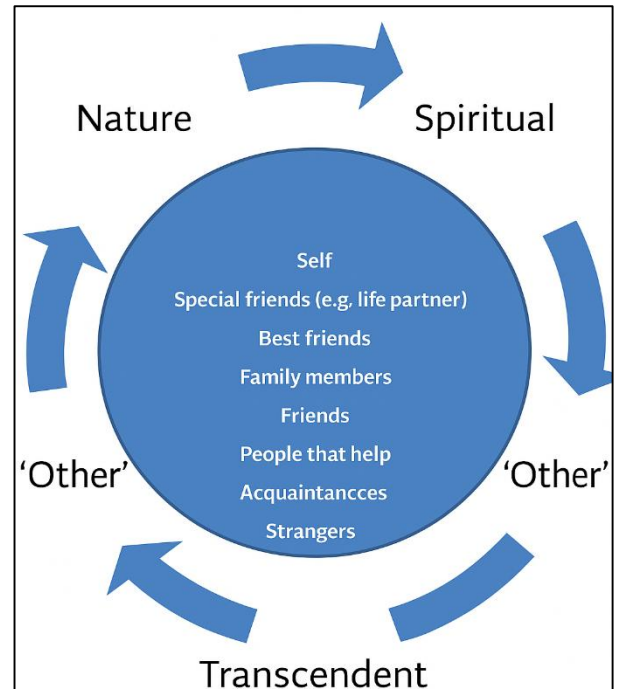 Nature Spiritual
Self
Special friends (e.g, life partner)
Best friends
Family members
Friends
People that help
'Other' 'Other'
Acquaintancces
Strangers
Transcendent